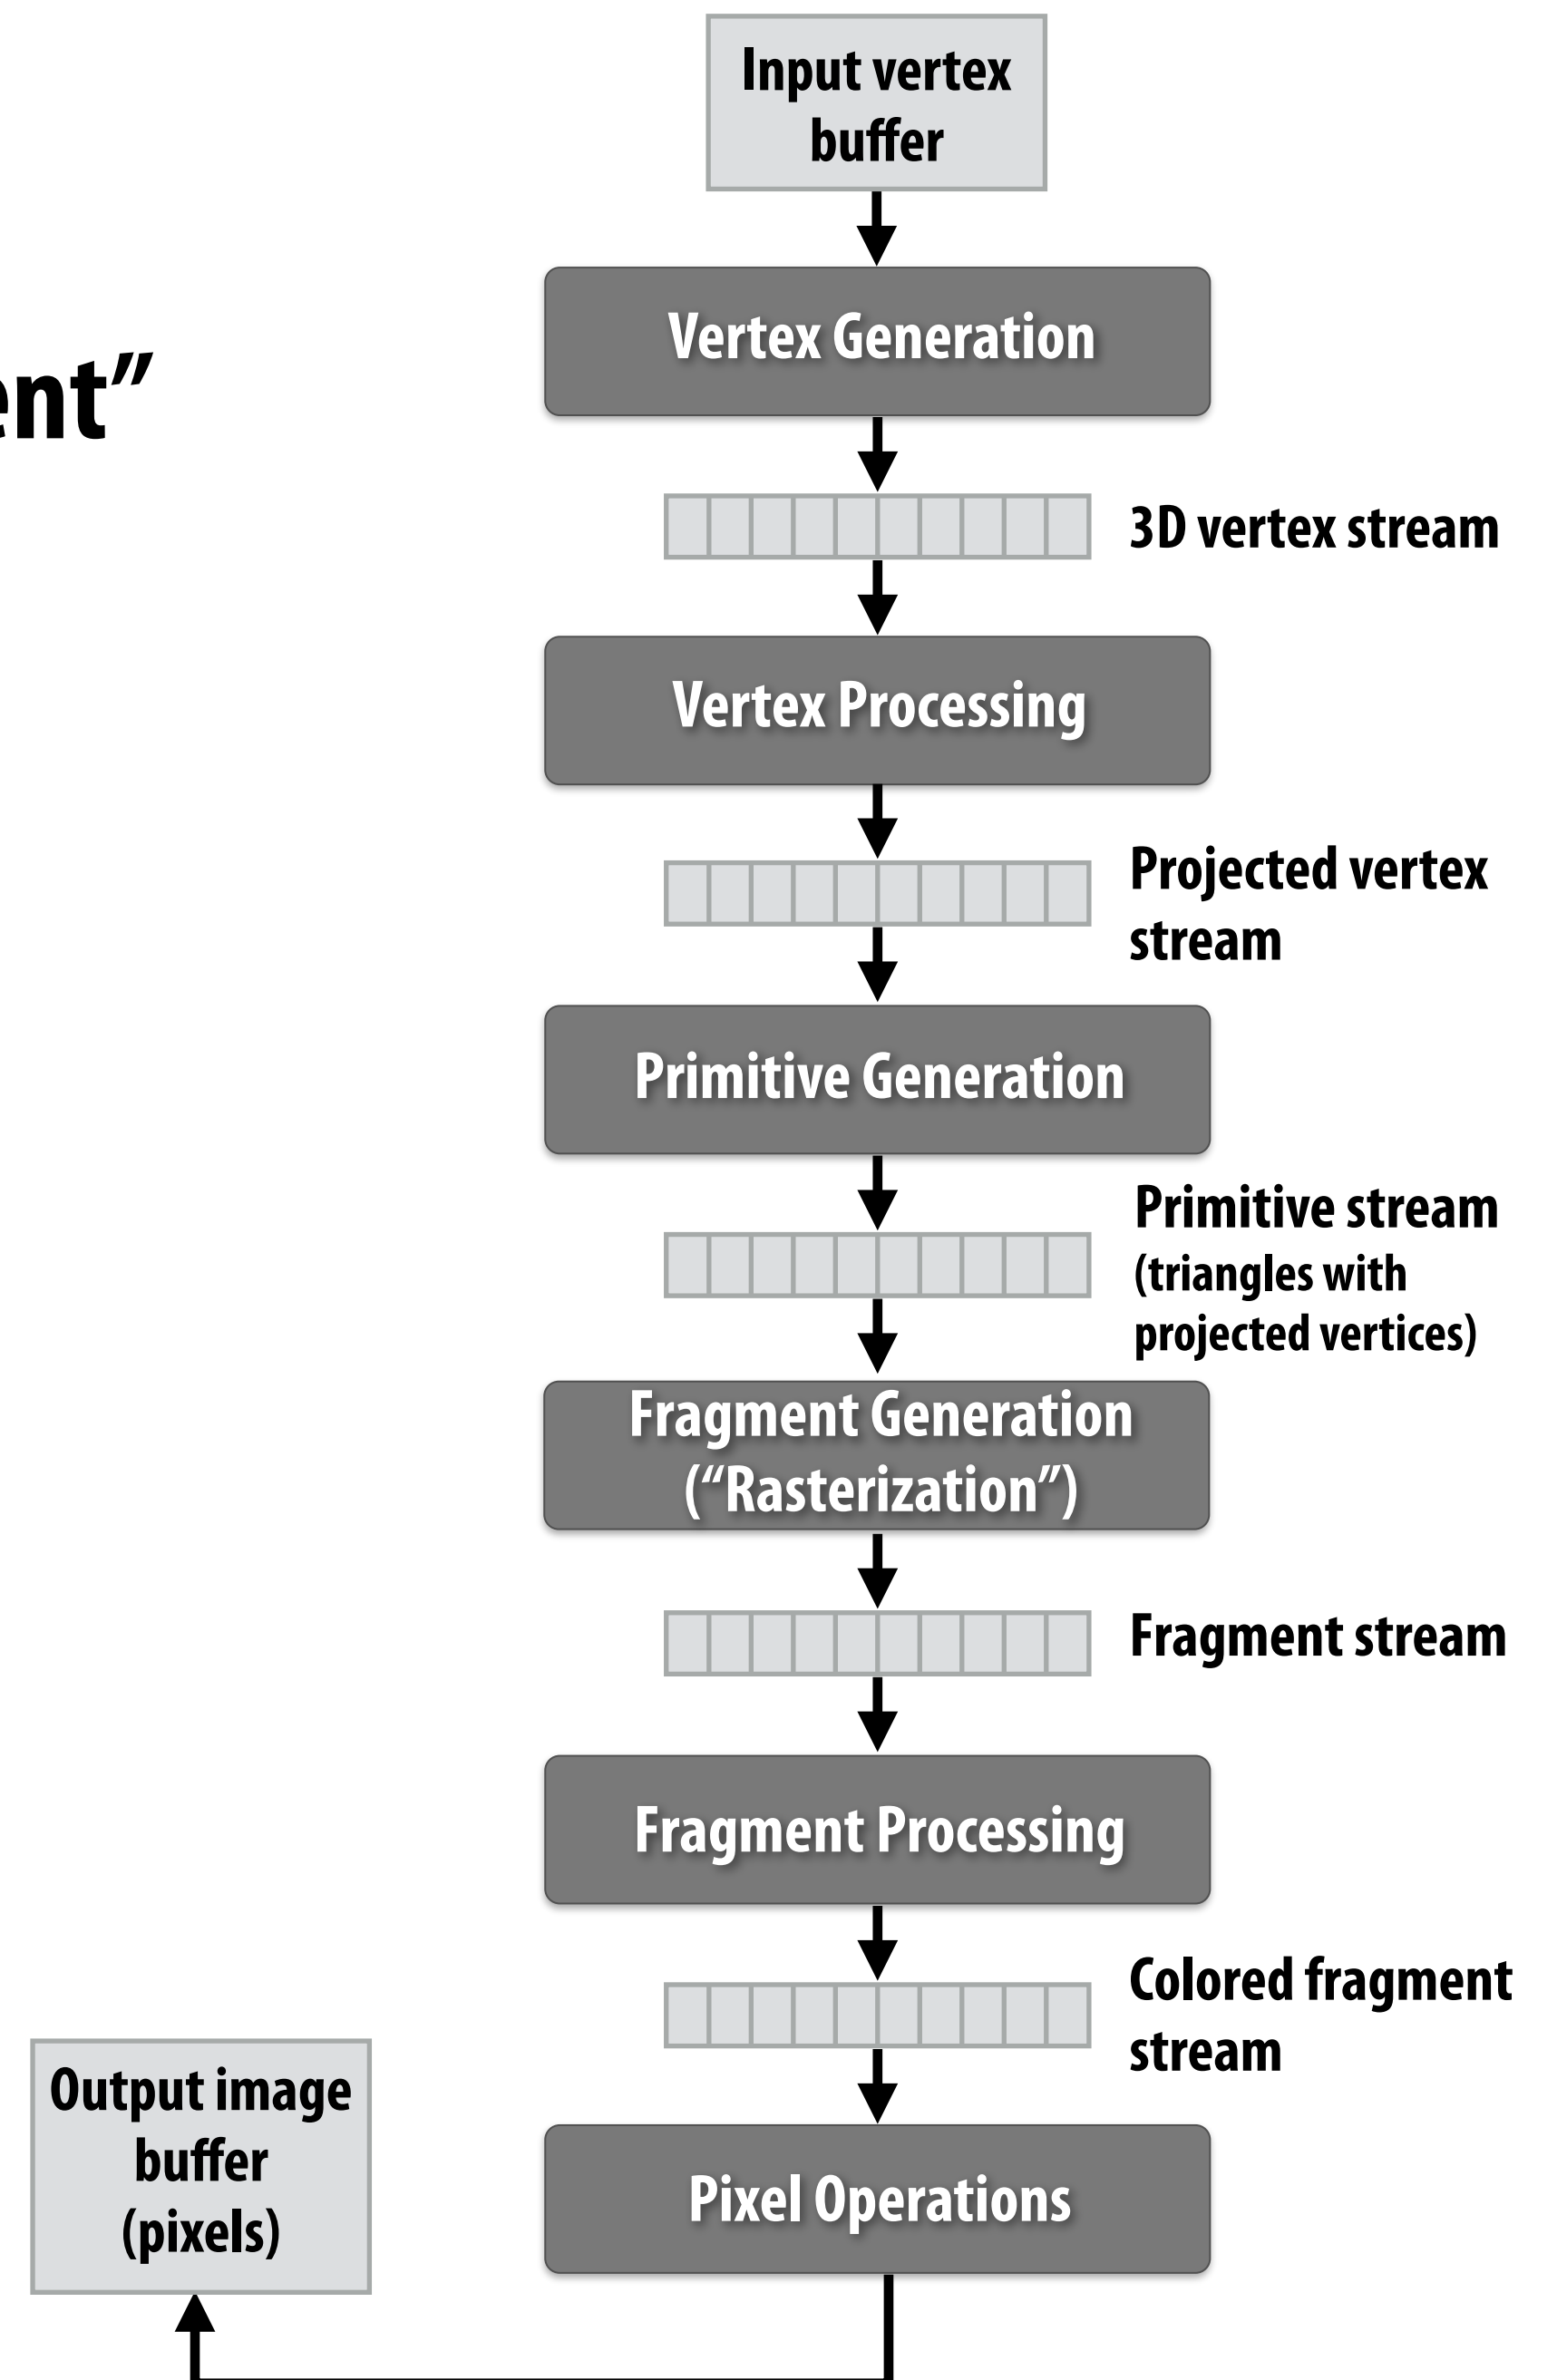 Input vertex
buffer
Vertex Generation
ent”
3D vertex stream
Vertex Processing
Projected vertex
stream
Primitive Generation
Primitive stream
(triangles with
projected vertices)
Fragment Generation
(“Rasterization”)
Fragment stream
Fragment Processing
Colored fragment
stream
Output image
buffer
(pixels)
Pixel Operations